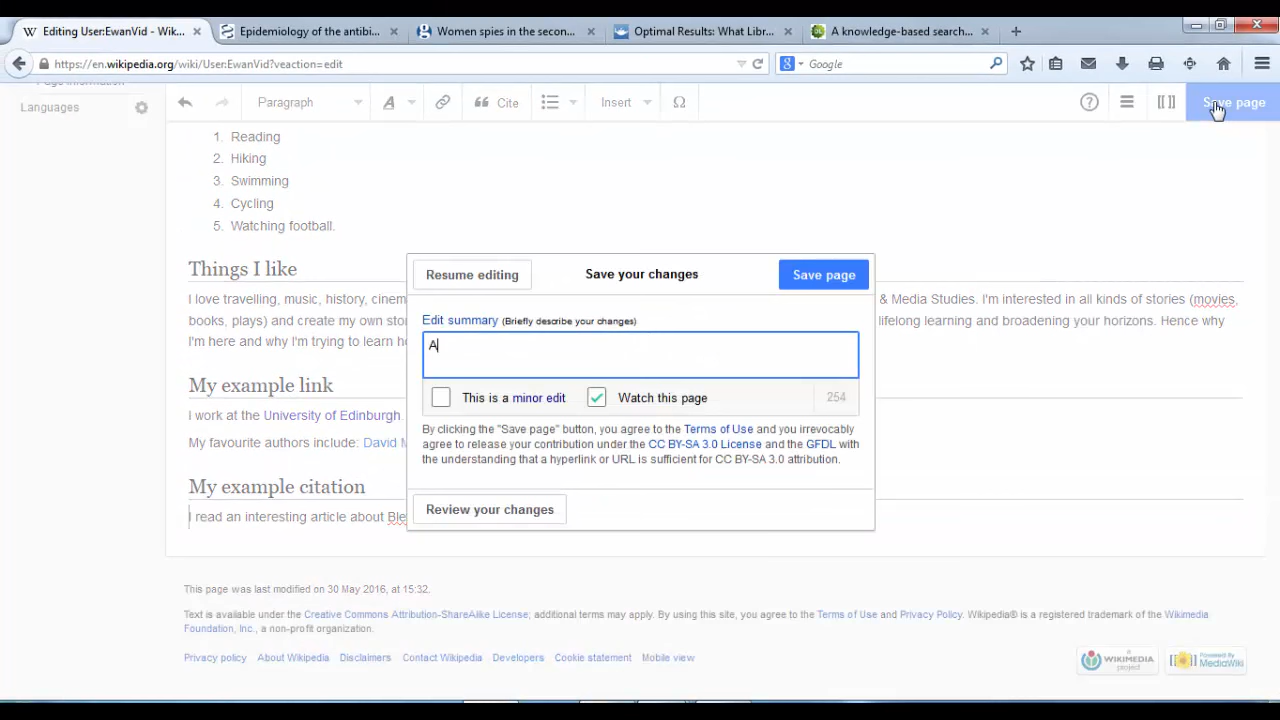 Editing User:EwanVid - Wik...
Epidemiology of the antibi...
Women spies in the secon...
Optimal Results: What Libr...
A knowledge-based search...
https://en.wikipedia.org/wiki/User:EwanVid?veaction=edit
Google
Languages
Paragraph
A
Cite
Insert
Ω
Save page
1. Reading
2. Hiking
3. Swimming
4. Cycling
5. Watching football.
Things I like
I love travelling, music, history, cinem
& Media Studies. I'm interested in all kinds of stories (movies,
books, plays) and create my own sto
lifelong learning and broadening your horizons. Hence why
I'm here and why I'm trying to learn h
My example link
I work at the University of Edinburgh
My favourite authors include: David M
My example citation
I read an interesting article about Ble
Resume editing
Save your changes
Save page
Edit summary (Briefly describe your changes)
A
This is a minor edit
Watch this page
254
By clicking the "Save page" button, you agree to the Terms of Use and you irrevocably
agree to release your contribution under the CC BY-SA 3.0 License and the GFDL with
the understanding that a hyperlink or URL is sufficient for CC BY-SA 3.0 attribution.
Review your changes
This page was last modified on 30 May 2016, at 15:32.
Text is available under the Creative Commons Attribution-ShareAlike License; additional terms may apply. By using this site, you agree to the Terms of Use and Privacy Policy. Wikipedia® is a registered trademark of the Wikimedia
Foundation, Inc., a non-profit organization.
Privacy policy
About Wikipedia
Disclaimers
Contact Wikipedia
Developers
Cookie statement
Mobile view
A WIKIMEDIA project
Powered By MediaWiki